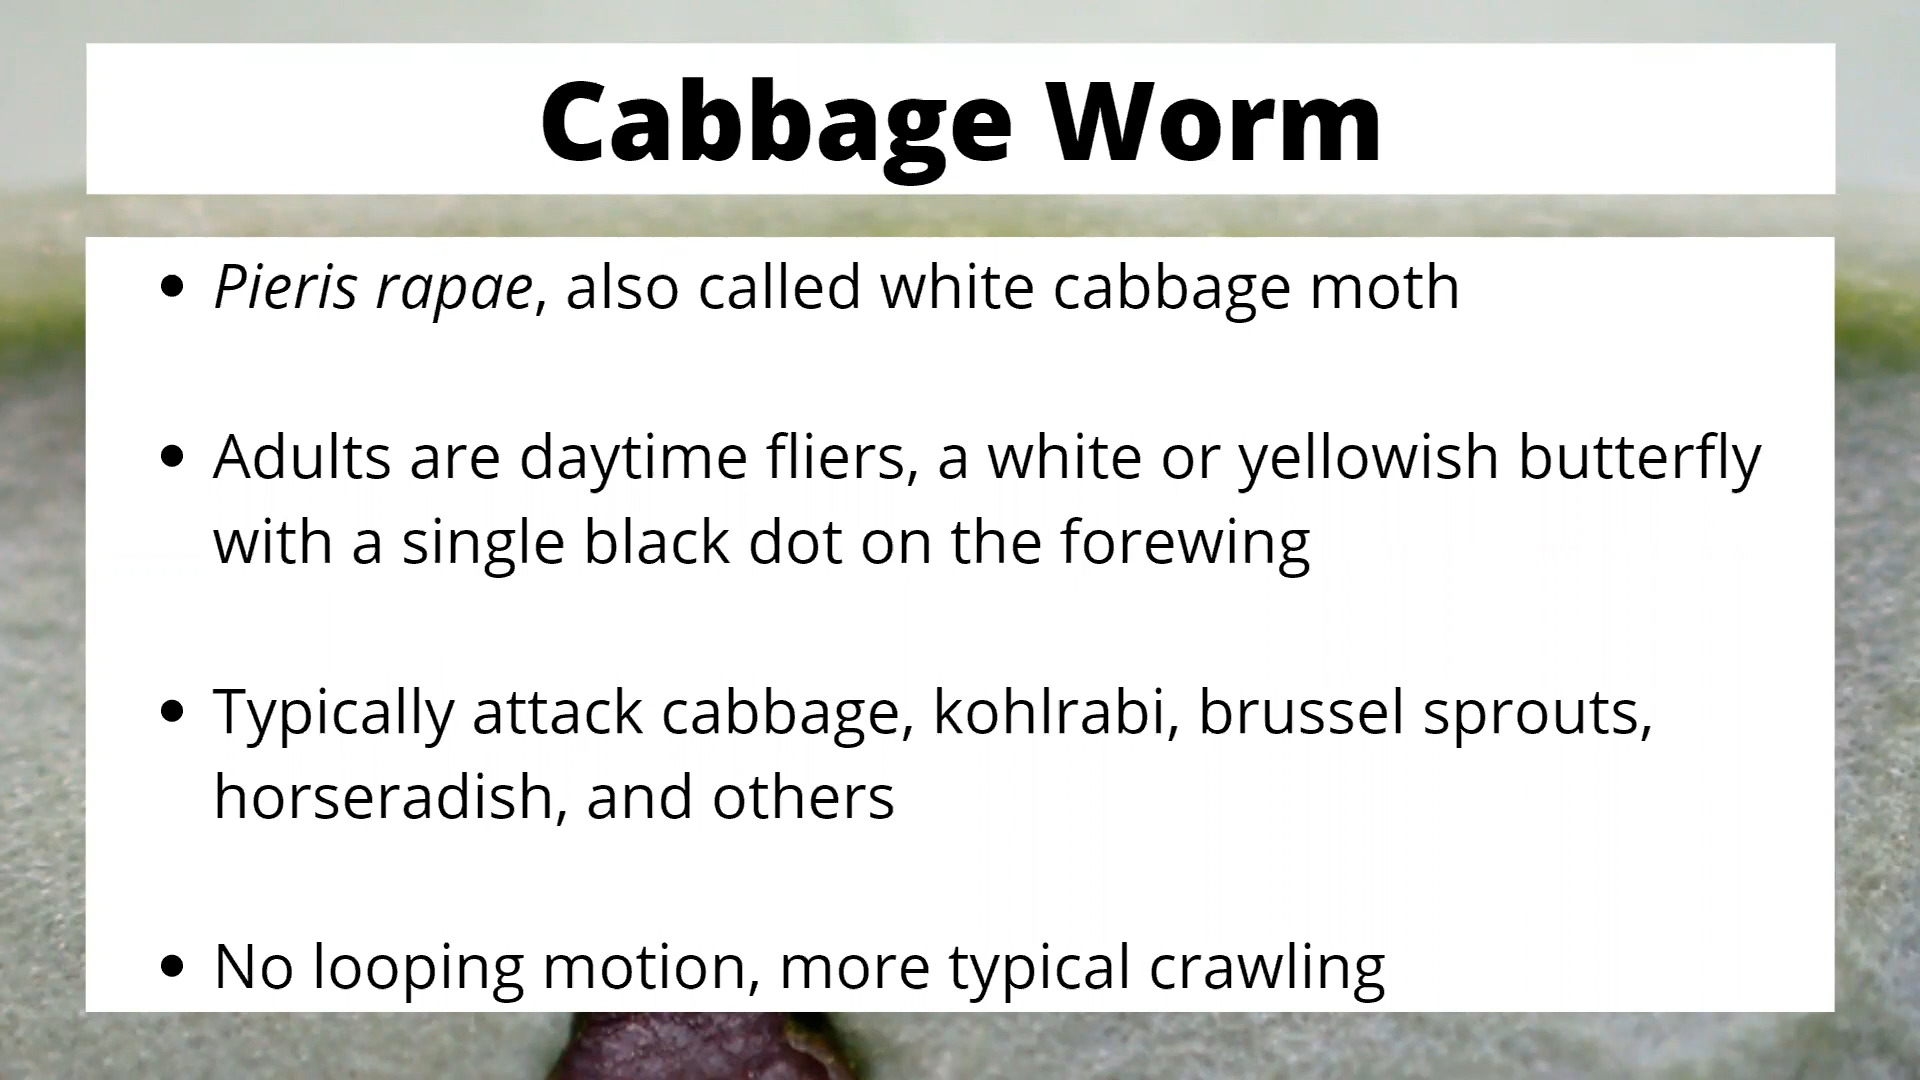 Cabbage Worm
• Pieris rapae, also called white cabbage moth
• Adults are daytime fliers, a white or yellowish butterfly
with a single black dot on the forewing
• Typically attack cabbage, kohlrabi, brussel sprouts,
horseradish, and others
• No looping motion, more typical crawling